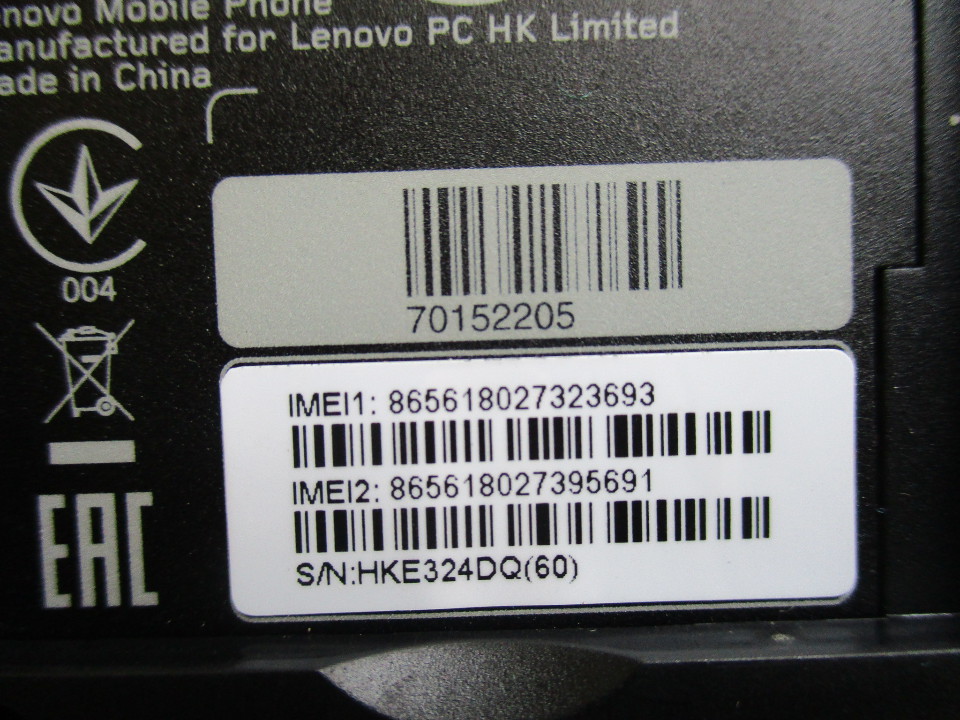 enovo Mobile Phone
anufactured for Lenovo PC HK Limited
ade in China
004
70152205
IMEI1: 865618027323693
IMEI2: 865618027395691
S/N:HKE324DQ(60)
EAC